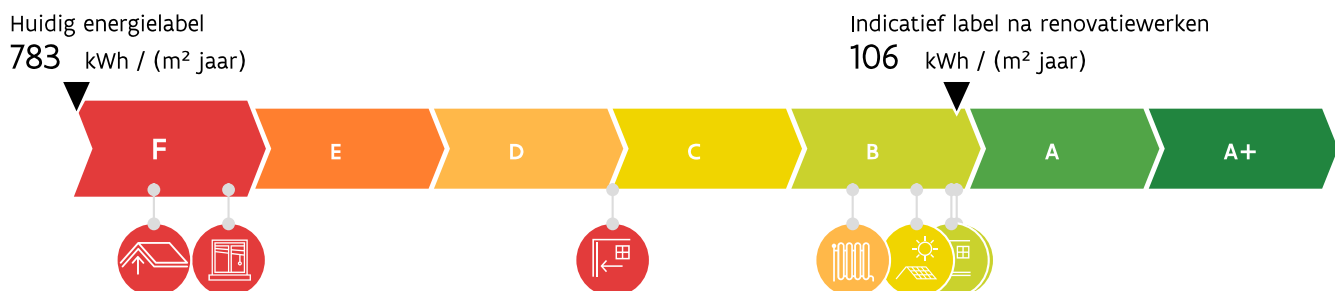 Huidig energielabel
783 kWh / (m² jaar)
Indicatief label na renovatiewerken
106 kWh / (m² jaar)
F E D C B A A+